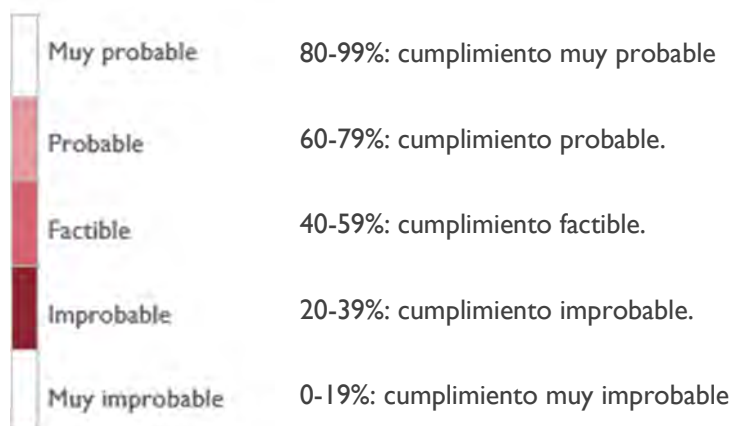 Muy probable 80-99%: cumplimiento muy probable
Probable 60-79%: cumplimiento probable.
Factible 40-59%: cumplimiento factible.
Improbable 20-39%: cumplimiento improbable.
Muy improbable 0-19%: cumplimiento muy improbable